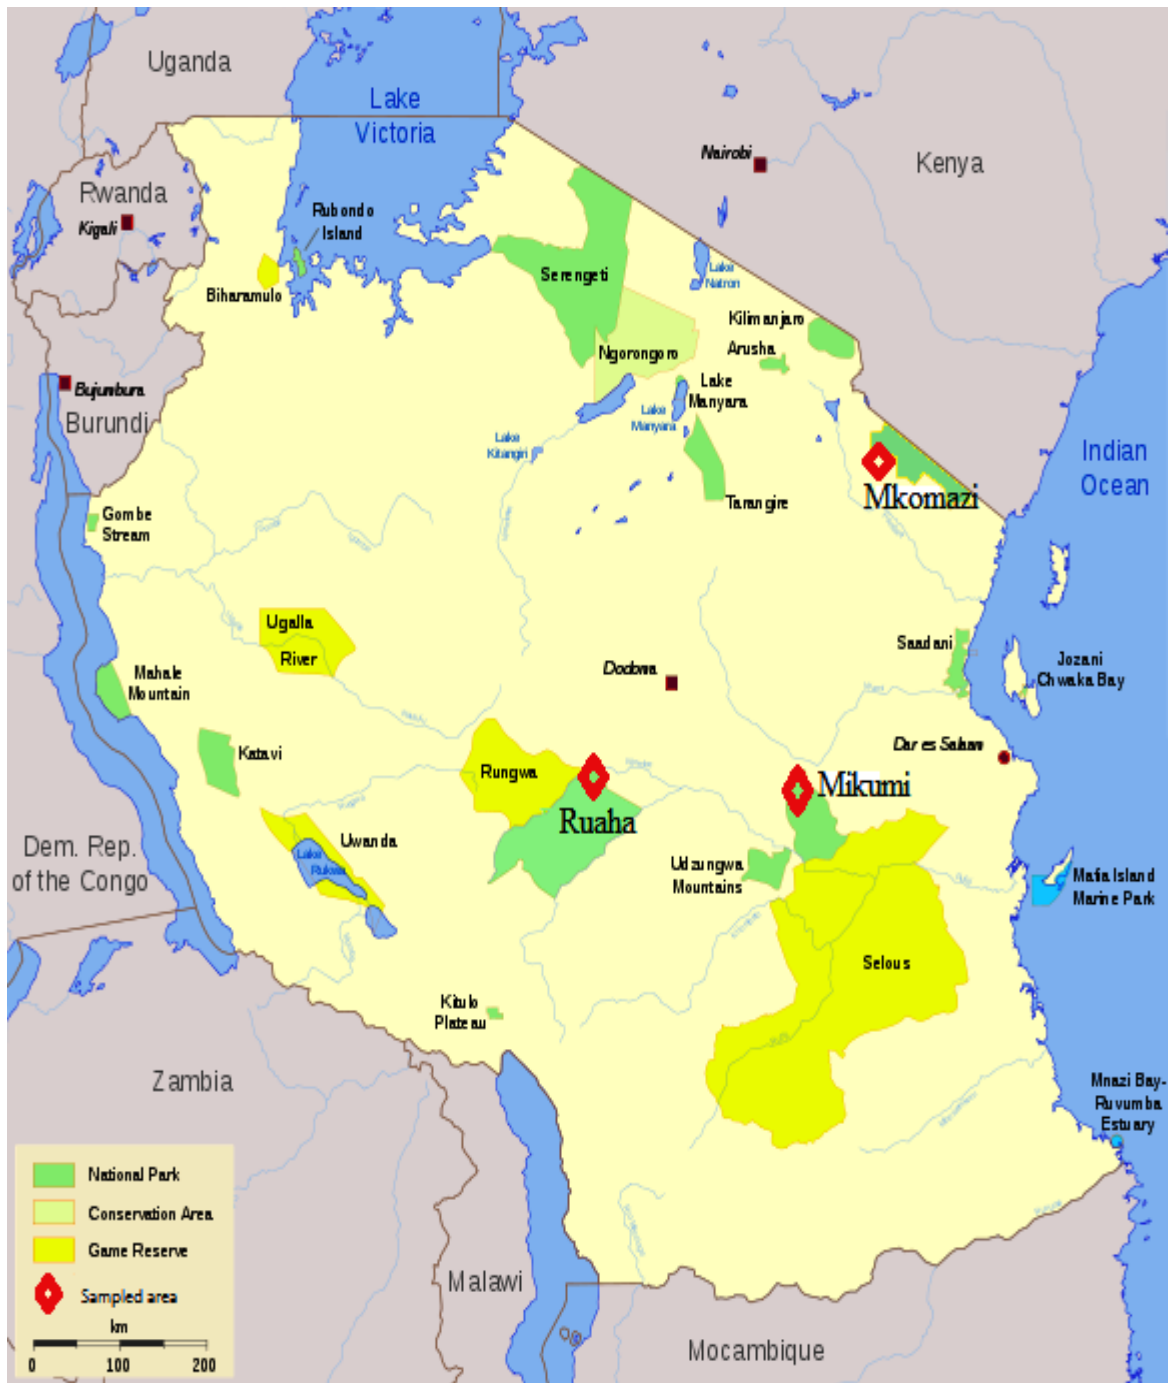 Uganda
Lake
Victoria
Nairobi
Kenya
Rwanda
Kigali
Rubondo
Island
Biharamulo
Serengeti
Lake
Natron
Kilimanjaro
Arusha
Ngorongoro
Lake
Manyara
Lake
Manyara
Bujumbura
Burundi
Lake
Kitangiri
Indian
Ocean
Mkomazi
Tarangire
Gombe
Stream
Ugalla
River
Saadani
Jozani
Chwaka Bay
Mahale
Mountain
Dodoma
Katavi
Dar es Salaam
Rungwa
Mikumi
Ruaha
Uwanda
Lake
Rukwa
Dem. Rep.
of the Congo
Udzungwa
Mountains
Mafia Island
Marine Park
Selous
Kitulo
Plateau
Zambia
Mnazi Bay-
Ruvumba
Estuary
National Park
Conservation Area
Game Reserve
Sampled area
km
0 100 200
Malawi
Mocambique